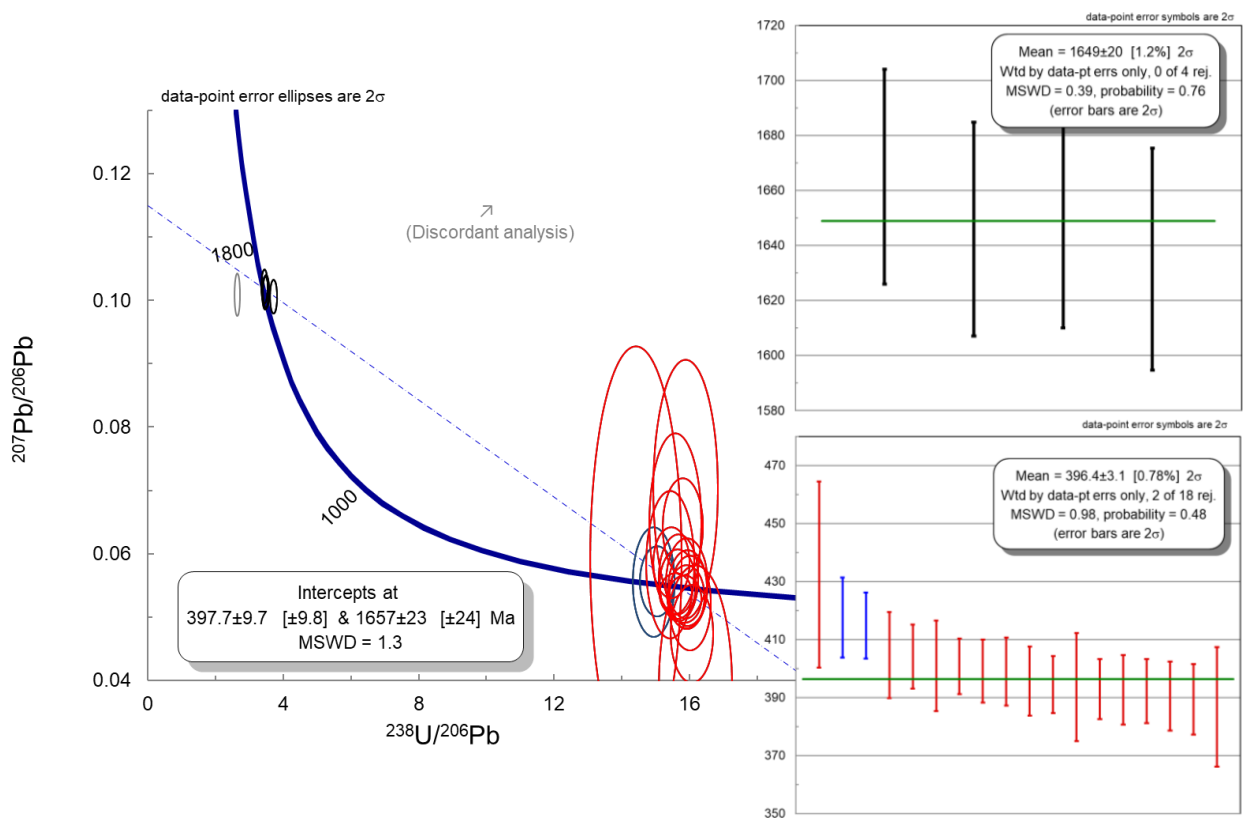 data-point error ellipses are 2σ
0.12
0.10
0.08
0.06
0.04
0
4
8
12
16
²⁰⁷Pb/²⁰⁶Pb
²³⁸U/²⁰⁶Pb
1800
1000
(Discordant analysis)
Intercepts at
397.7±9.7 [±9.8] & 1657±23 [±24] Ma
MSWD = 1.3
data-point error symbols are 2σ
1720
1700
1680
1660
1640
1620
1600
1580
Mean = 1649±20 [1.2%] 2σ
Wtd by data-pt errs only, 0 of 4 rej.
MSWD = 0.39, probability = 0.76
(error bars are 2σ)
data-point error symbols are 2σ
470
450
430
410
390
370
350
Mean = 396.4±3.1 [0.78%] 2σ
Wtd by data-pt errs only, 2 of 18 rej.
MSWD = 0.98, probability = 0.48
(error bars are 2σ)